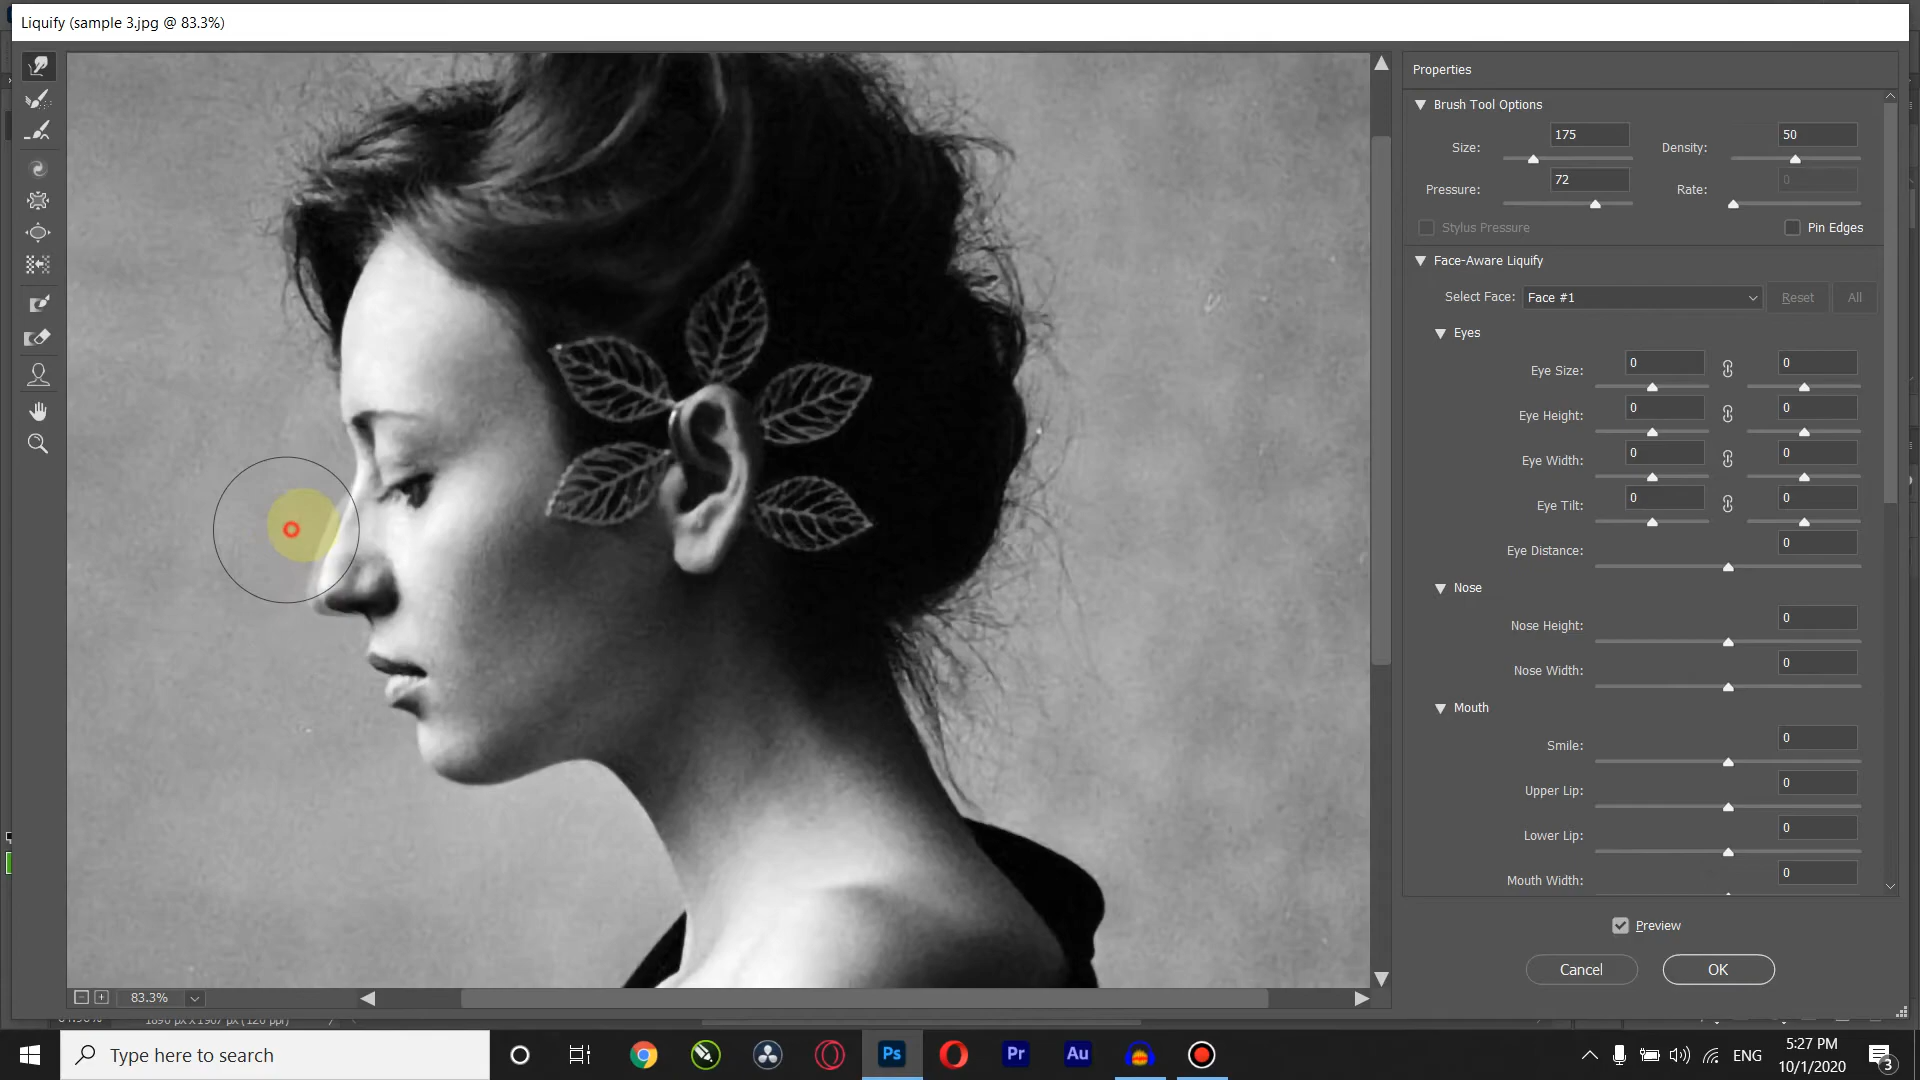 Liquify (sample 3.jpg @ 83.3%)
Properties
Brush Tool Options
Size: 175 Density: 50
Pressure: 72 Rate: 0
Stylus Pressure Pin Edges
Face-Aware Liquify
Select Face: Face #1 Reset All
Eyes
Eye Size: 0 0
Eye Height: 0 0
Eye Width: 0 0
Eye Tilt: 0 0
Eye Distance: 0
Nose
Nose Height: 0
Nose Width: 0
Mouth
Smile: 0
Upper Lip: 0
Lower Lip: 0
Mouth Width: 0
Preview
Cancel OK
83.3%
Type here to search
Ps
Pr
Au
ENG
5:27 PM
10/1/2020
3